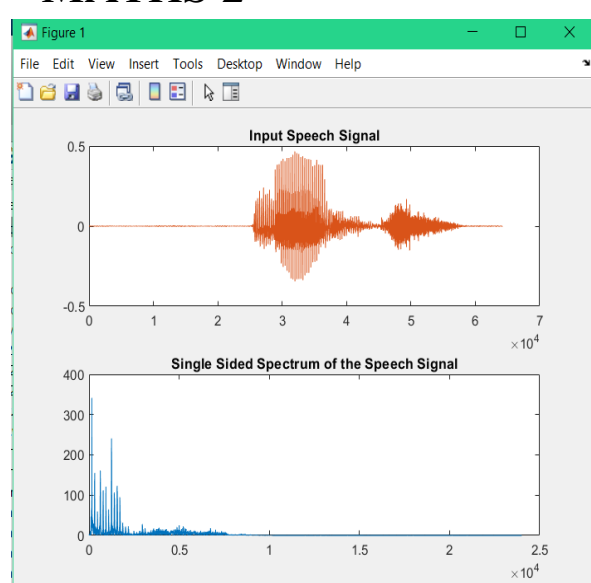 Figure 1
File Edit View Insert Tools Desktop Window Help
Input Speech Signal
0.5
0
-0.5
0 1 2 3 4 5 6 7
×10^4
Single Sided Spectrum of the Speech Signal
400
300
200
100
0
0 0.5 1 1.5 2 2.5
×10^4